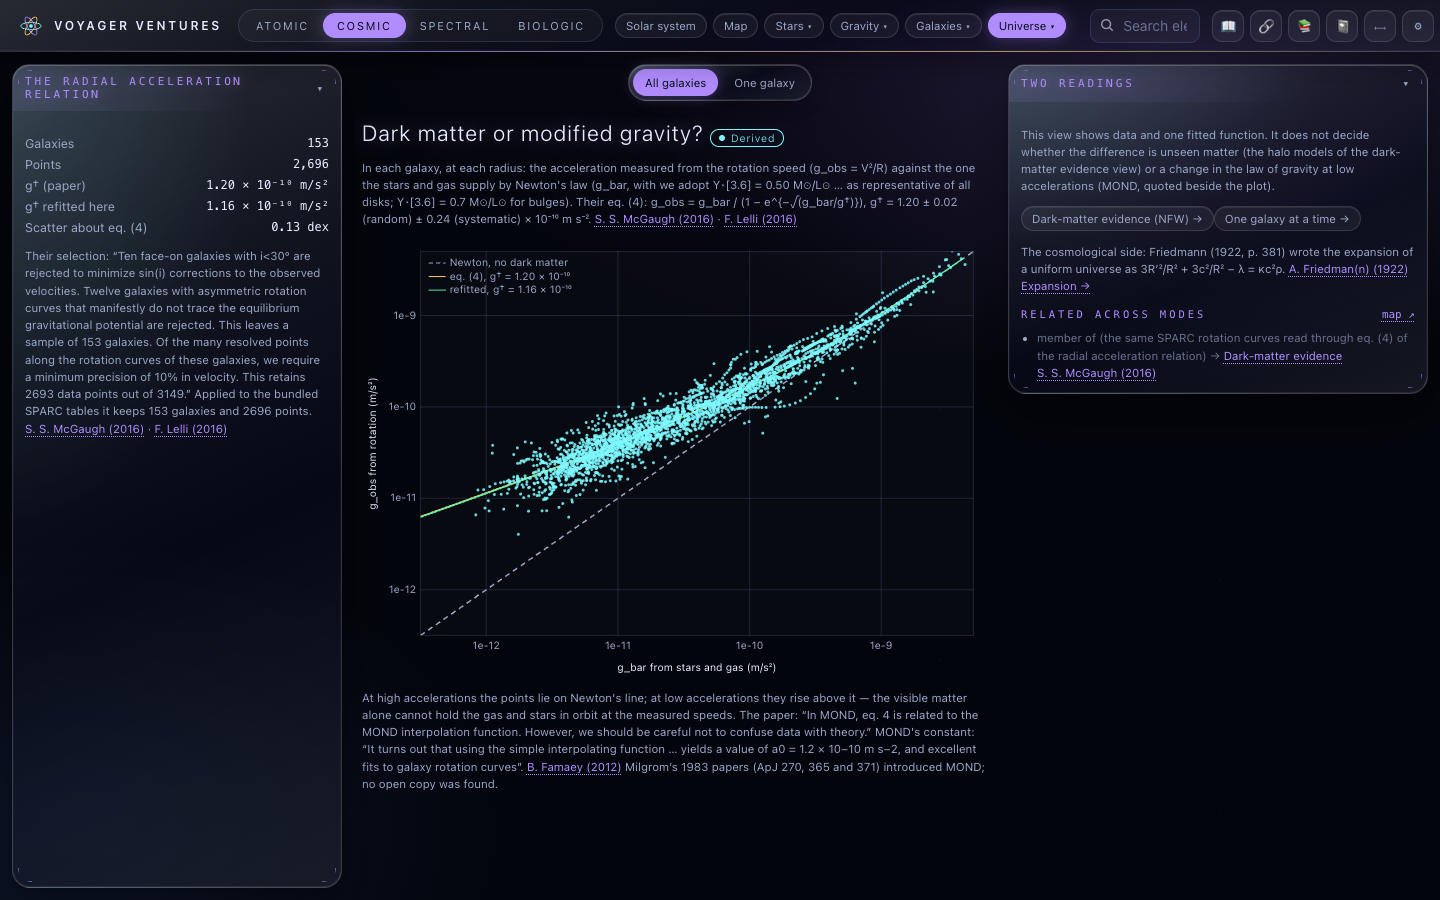 VOYAGER VENTURES
ATOMIC COSMIC SPECTRAL BIOLOGIC
Solar system Map Stars ▾ Gravity ▾ Galaxies ▾ Universe ▾
Search ele
THE RADIAL ACCELERATION
RELATION
Galaxies 153
Points 2,696
g† (paper) 1.20 × 10⁻¹⁰ m/s²
g† refitted here 1.16 × 10⁻¹⁰ m/s²
Scatter about eq. (4) 0.13 dex
Their selection: “Ten face-on galaxies with i<30° are
rejected to minimize sin(i) corrections to the observed
velocities. Twelve galaxies with asymmetric rotation
curves that manifestly do not trace the equilibrium
gravitational potential are rejected. This leaves a
sample of 153 galaxies. Of the many resolved points
along the rotation curves of these galaxies, we require
a minimum precision of 10% in velocity. This retains
2693 data points out of 3149.” Applied to the bundled
SPARC tables it keeps 153 galaxies and 2696 points.
S. S. McGaugh (2016) · F. Lelli (2016)
All galaxies One galaxy
Dark matter or modified gravity? Derived
In each galaxy, at each radius: the acceleration measured from the rotation speed (g_obs = V²/R) against the one
the stars and gas supply by Newton's law (g_bar, with we adopt Υ⋆[3.6] = 0.50 M⊙/L⊙ … as representative of all
disks; Υ⋆[3.6] = 0.7 M⊙/L⊙ for bulges). Their eq. (4): g_obs = g_bar / (1 − e^{−√(g_bar/g†)}), g† = 1.20 ± 0.02
(random) ± 0.24 (systematic) × 10⁻¹⁰ m s⁻². S. S. McGaugh (2016) · F. Lelli (2016)
Newton, no dark matter
eq. (4), g† = 1.20 × 10⁻¹⁰
refitted, g† = 1.16 × 10⁻¹⁰
1e-9
1e-10
1e-11
1e-12
g_obs from rotation (m/s²)
1e-12 1e-11 1e-10 1e-9
g_bar from stars and gas (m/s²)
At high accelerations the points lie on Newton's line; at low accelerations they rise above it — the visible matter
alone cannot hold the gas and stars in orbit at the measured speeds. The paper: “In MOND, eq. 4 is related to the
MOND interpolation function. However, we should be careful not to confuse data with theory.” MOND's constant:
“It turns out that using the simple interpolating function … yields a value of a0 = 1.2 × 10−10 m s−2, and excellent
fits to galaxy rotation curves”. B. Famaey (2012) Milgrom's 1983 papers (ApJ 270, 365 and 371) introduced MOND;
no open copy was found.
TWO READINGS
This view shows data and one fitted function. It does not decide
whether the difference is unseen matter (the halo models of the dark-
matter evidence view) or a change in the law of gravity at low
accelerations (MOND, quoted beside the plot).
Dark-matter evidence (NFW) → One galaxy at a time →
The cosmological side: Friedmann (1922, p. 381) wrote the expansion of
a uniform universe as 3R′²/R² + 3c²/R² − λ = κc²ρ. A. Friedman(n) (1922)
Expansion →
RELATED ACROSS MODES map ↗
• member of (the same SPARC rotation curves read through eq. (4) of
the radial acceleration relation) → Dark-matter evidence
S. S. McGaugh (2016)